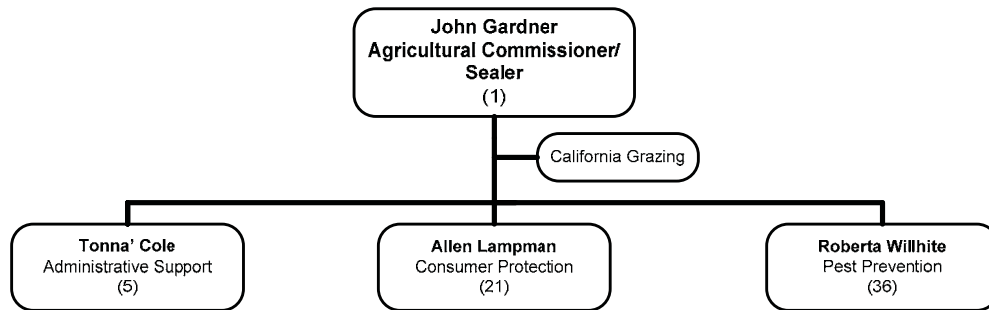 John Gardner
Agricultural Commissioner/
Sealer
(1)
California Grazing
Tonna' Cole
Administrative Support
(5)
Allen Lampman
Consumer Protection
(21)
Roberta Willhite
Pest Prevention
(36)